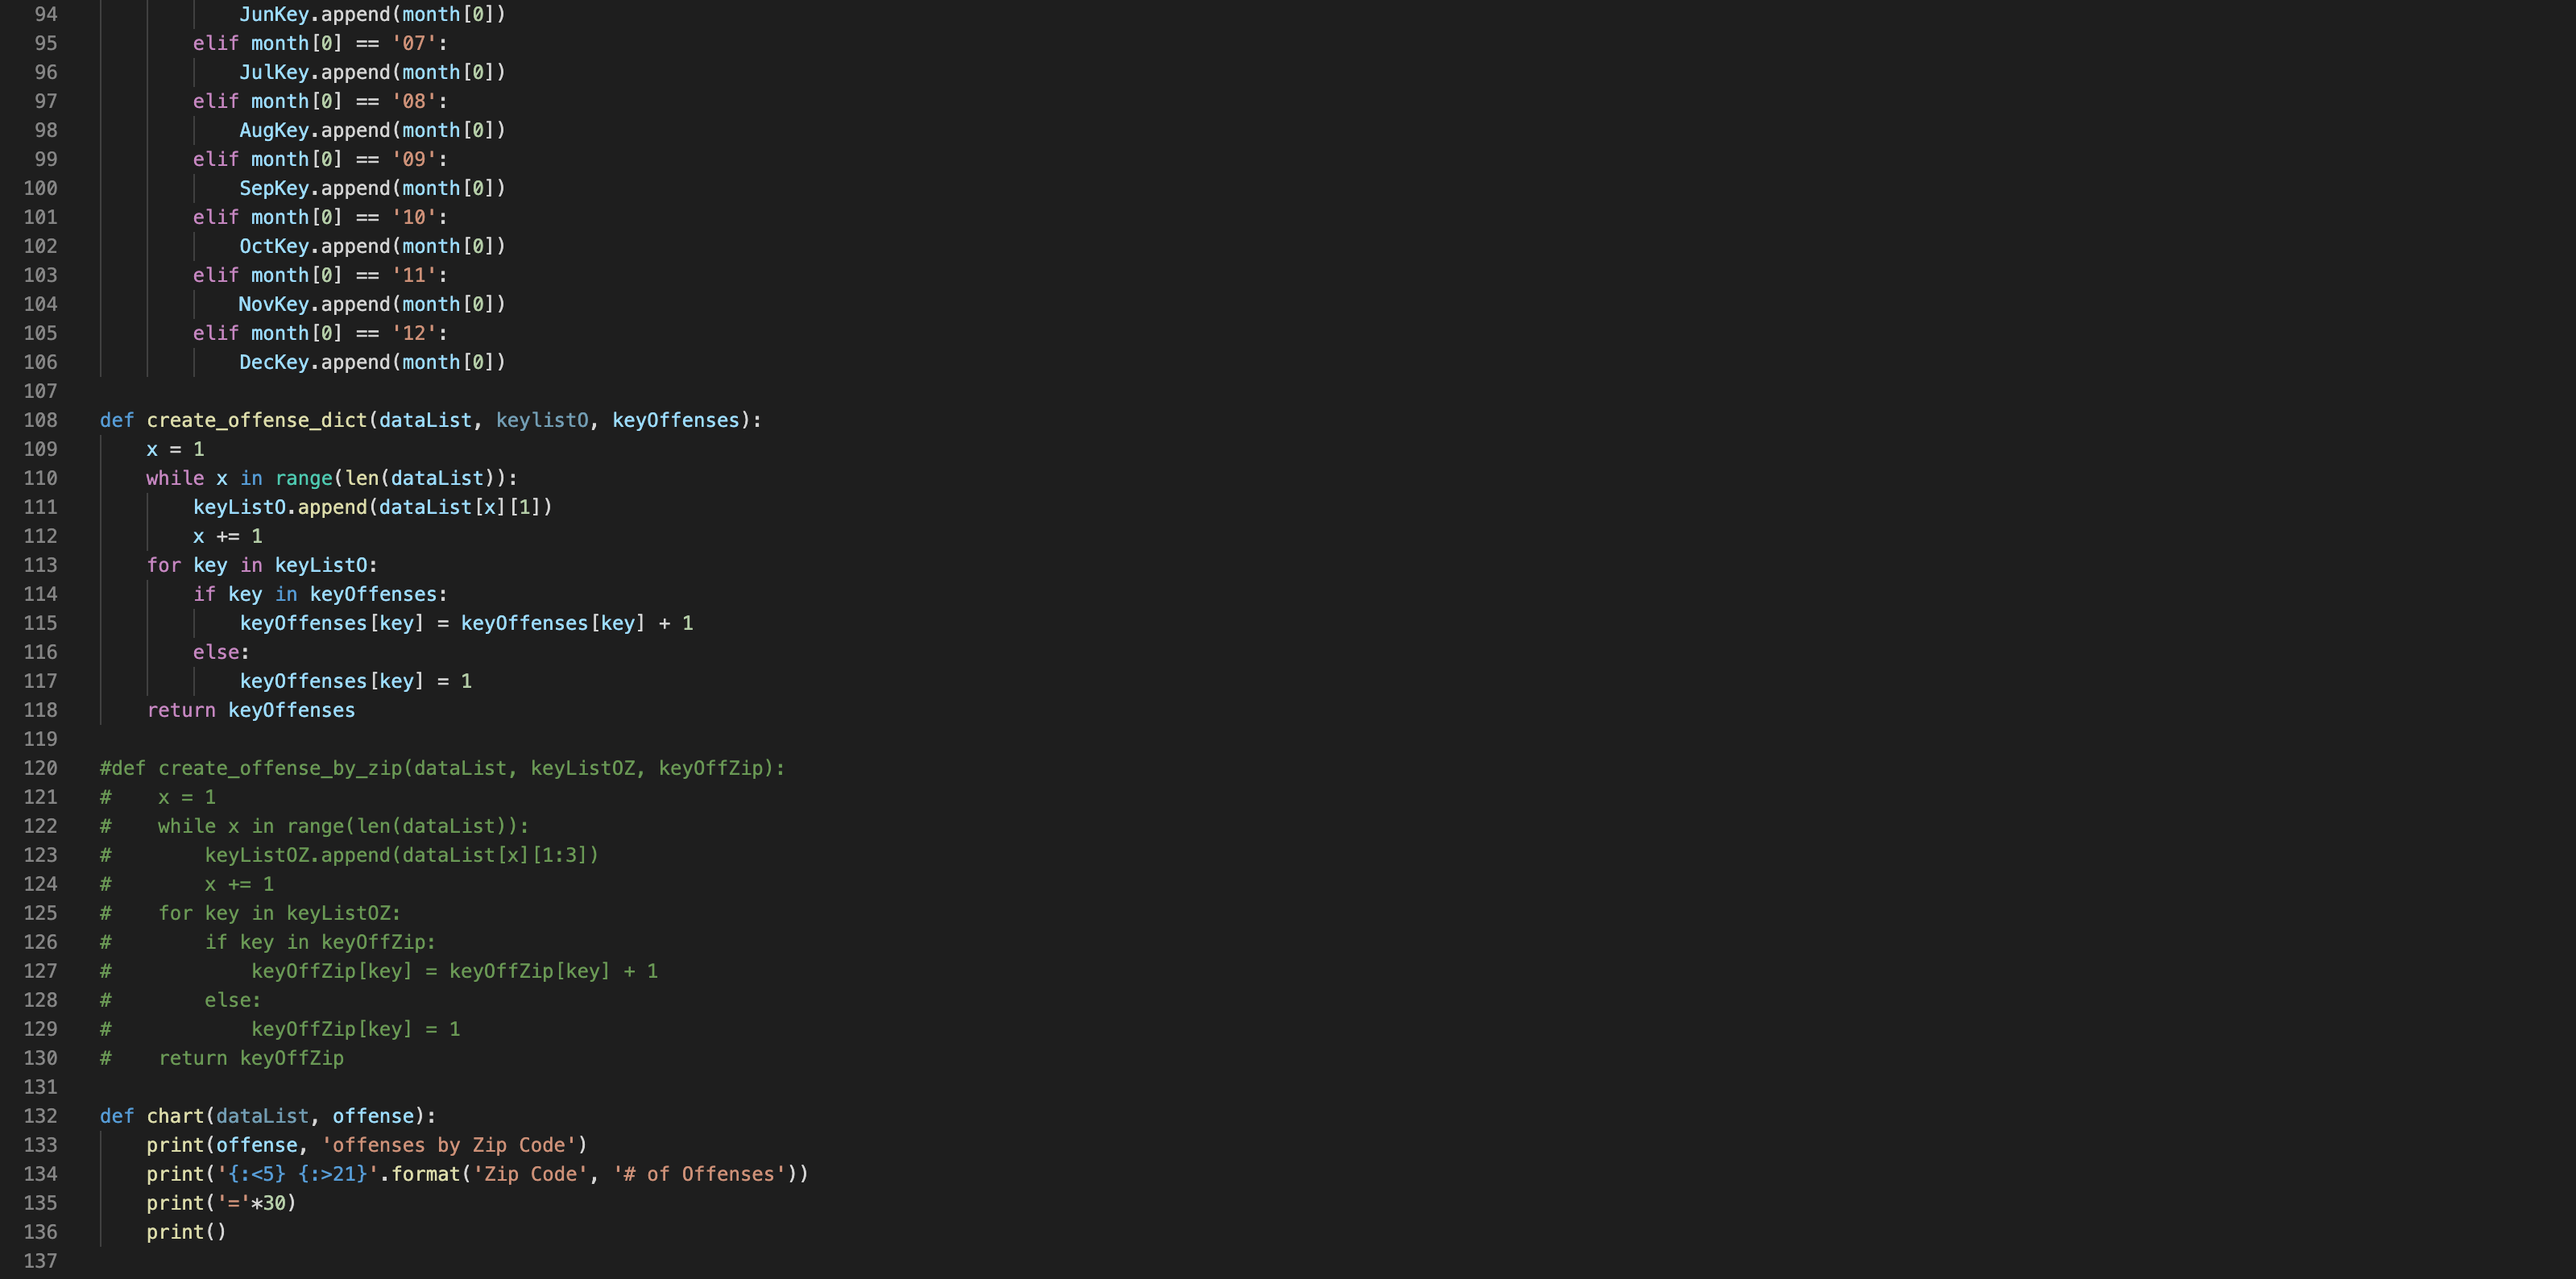 94 JunKey.append(month[0])
95 elif month[0] == '07':
96 JulKey.append(month[0])
97 elif month[0] == '08':
98 AugKey.append(month[0])
99 elif month[0] == '09':
100 SepKey.append(month[0])
101 elif month[0] == '10':
102 OctKey.append(month[0])
103 elif month[0] == '11':
104 NovKey.append(month[0])
105 elif month[0] == '12':
106 DecKey.append(month[0])
107
108 def create_offense_dict(dataList, keylistO, keyOffenses):
109 x = 1
110 while x in range(len(dataList)):
111 keyListO.append(dataList[x][1])
112 x += 1
113 for key in keyListO:
114 if key in keyOffenses:
115 keyOffenses[key] = keyOffenses[key] + 1
116 else:
117 keyOffenses[key] = 1
118 return keyOffenses
119
120 #def create_offense_by_zip(dataList, keyListOZ, keyOffZip):
121 # x = 1
122 # while x in range(len(dataList)):
123 # keyListOZ.append(dataList[x][1:3])
124 # x += 1
125 # for key in keyListOZ:
126 # if key in keyOffZip:
127 # keyOffZip[key] = keyOffZip[key] + 1
128 # else:
129 # keyOffZip[key] = 1
130 # return keyOffZip
131
132 def chart(dataList, offense):
133 print(offense, 'offenses by Zip Code')
134 print('{:<5} {:>21}'.format('Zip Code', '# of Offenses'))
135 print('='*30)
136 print()
137